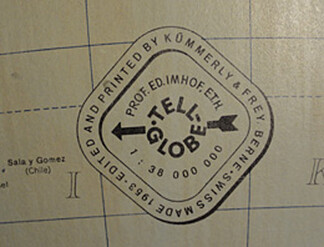 EDITED AND PRINTED BY KÜMMERLY & FREY BERNE-SWISS MADE 1953-
PROF. ED. IMHOF. ETH.
·TELL-
GLOBE
1 : 38 000 000
Sala y Gomez
(Chile)
el
I
K